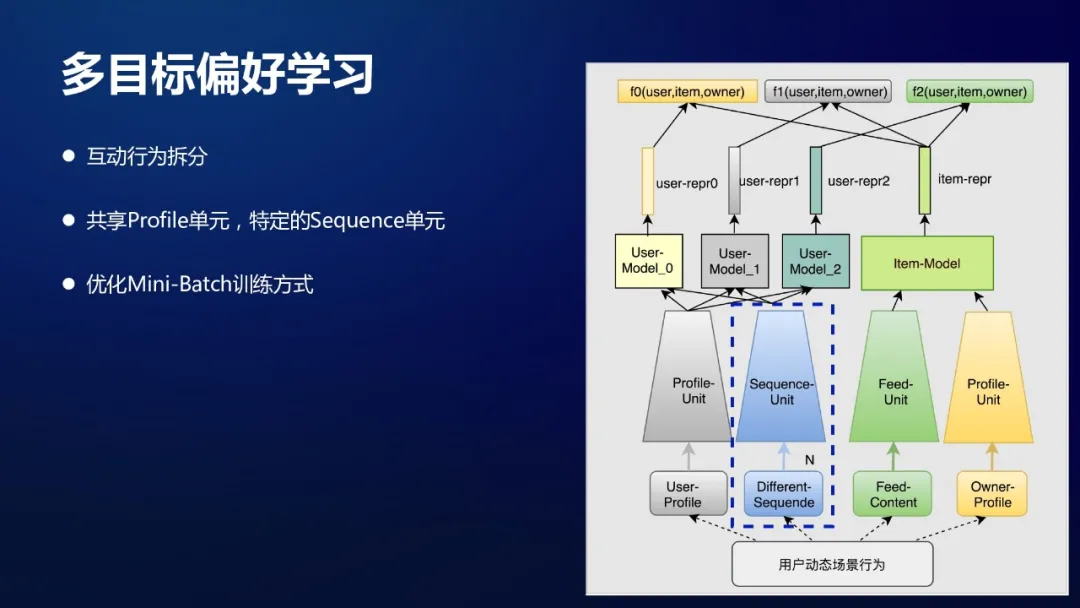 多目标偏好学习
● 互动行为拆分
● 共享Profile单元，特定的Sequence单元
● 优化Mini-Batch训练方式
f0(user,item,owner)
f1(user,item,owner)
f2(user,item,owner)
user-repr0
user-repr1
user-repr2
item-repr
User-
Model_0
User-
Model_1
User-
Model_2
Item-Model
Profile-
Unit
Sequence-
Unit
Feed-
Unit
Profile-
Unit
N
User-
Profile
Different-
Sequende
Feed-
Content
Owner-
Profile
用户动态场景行为